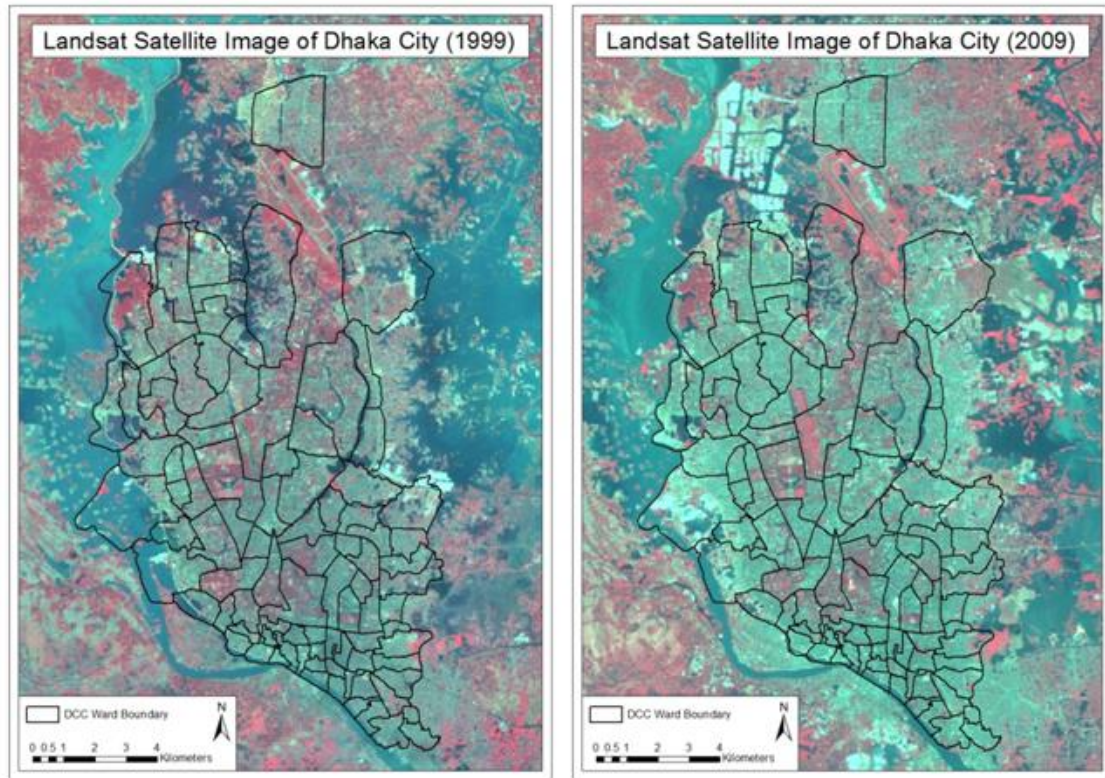 Landsat Satellite Image of Dhaka City (1999)
DCC Ward Boundary
N
0 0.5 1 2 3 4
Kilometers
Landsat Satellite Image of Dhaka City (2009)
DCC Ward Boundary
N
0 0.5 1 2 3 4
Kilometers